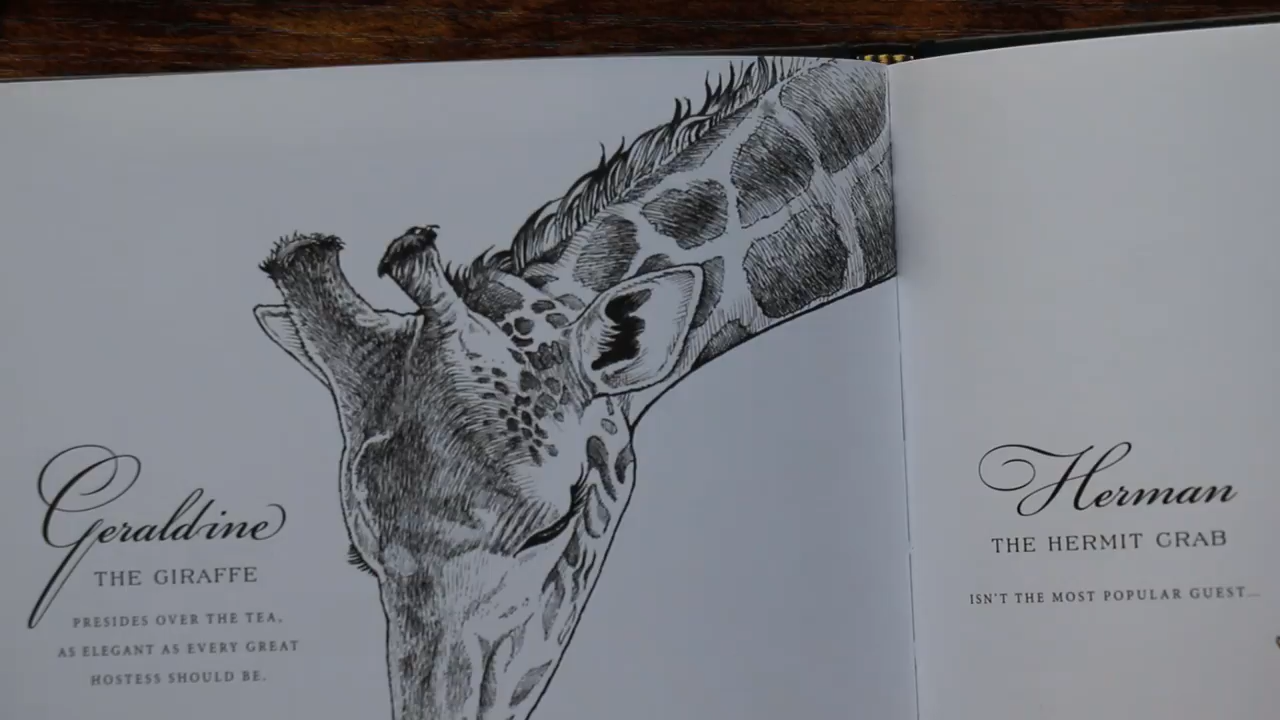 Geraldine
THE GIRAFFE
PRESIDES OVER THE TEA,
AS ELEGANT AS EVERY GREAT
HOSTESS SHOULD BE.
Herman
THE HERMIT CRAB
ISN'T THE MOST POPULAR GUEST...